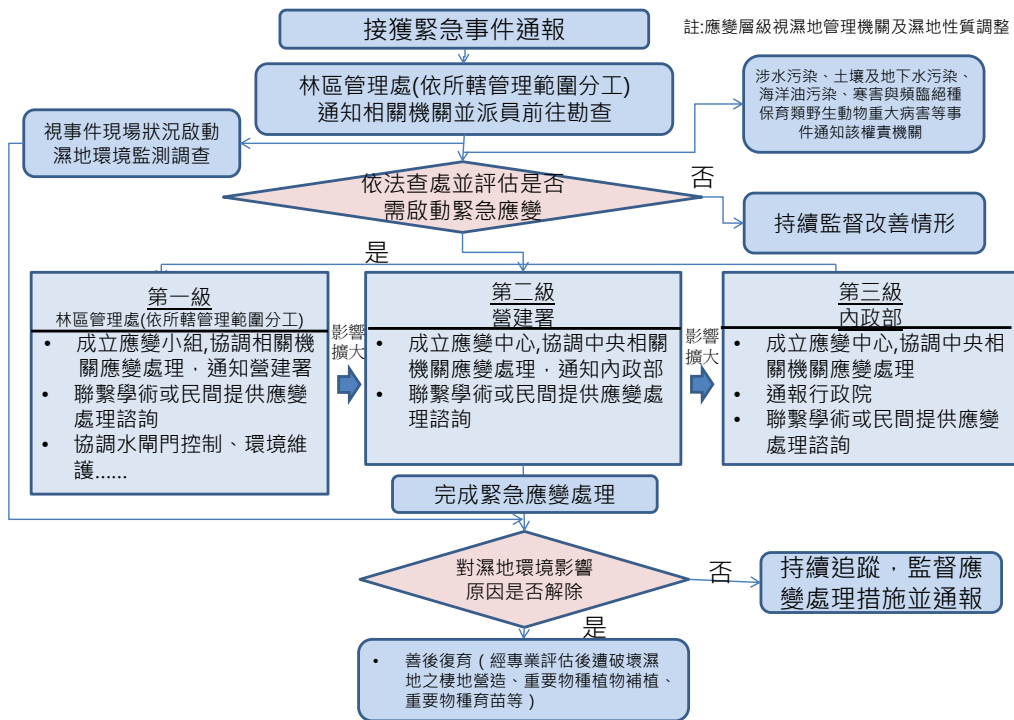 接獲緊急事件通報
註:應變層級視濕地管理機關及濕地性質調整
林區管理處(依所轄管理範圍分工)
通知相關機關並派員前往勘查
涉水污染、土壤及地下水污染、
海洋油污染、寒害與頻臨絕種
保育類野生動物重大病害等事
件通知該權責機關
視事件現場狀況啟動
濕地環境監測調查
依法查處並評估是否
需啟動緊急應變
否
持續監督改善情形
是
第一級
林區管理處(依所轄管理範圍分工)
• 成立應變小組,協調相關機
關應變處理，通知營建署
• 聯繫學術或民間提供應變
處理諮詢
• 協調水閘門控制、環境維
護......
影響
擴大
第二級
營建署
• 成立應變中心,協調中央相關
機關應變處理，通知內政部
• 聯繫學術或民間提供應變處
理諮詢
影響
擴大
第三級
內政部
• 成立應變中心,協調中央相
關機關應變處理
• 通報行政院
• 聯繫學術或民間提供應變
處理諮詢
完成緊急應變處理
對濕地環境影響
原因是否解除
否
持續追蹤，監督應
變處理措施並通報
是
• 善後復育（經專業評估後遭破壞濕
地之棲地營造、重要物種植物補植、
重要物種育苗等）